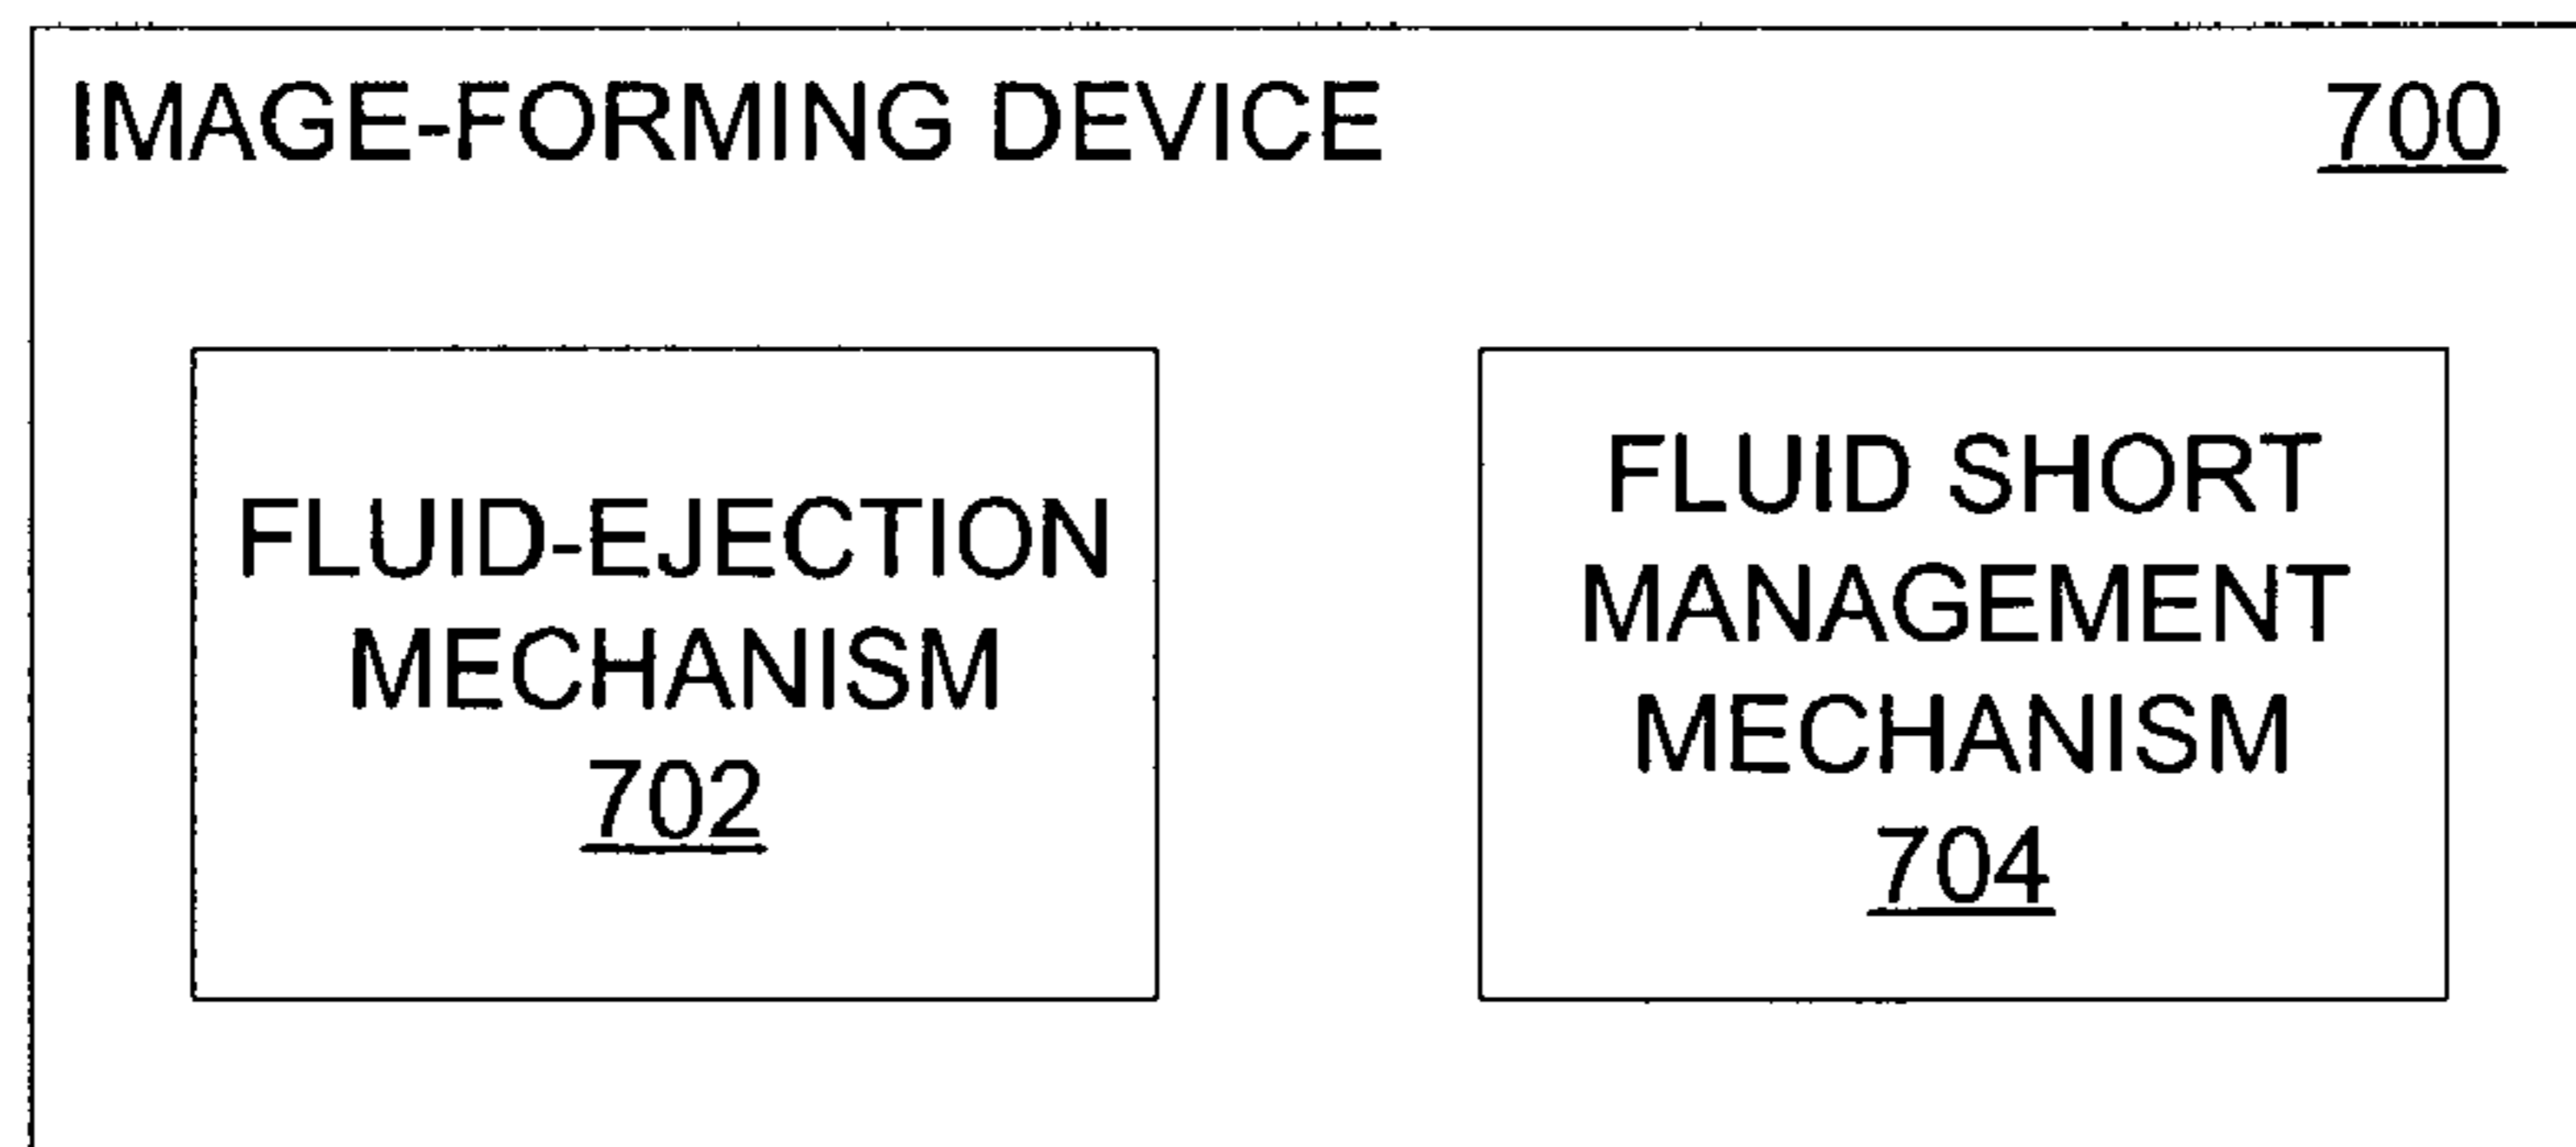 IMAGE-FORMING DEVICE 700
FLUID-EJECTION
MECHANISM
702
FLUID SHORT
MANAGEMENT
MECHANISM
704